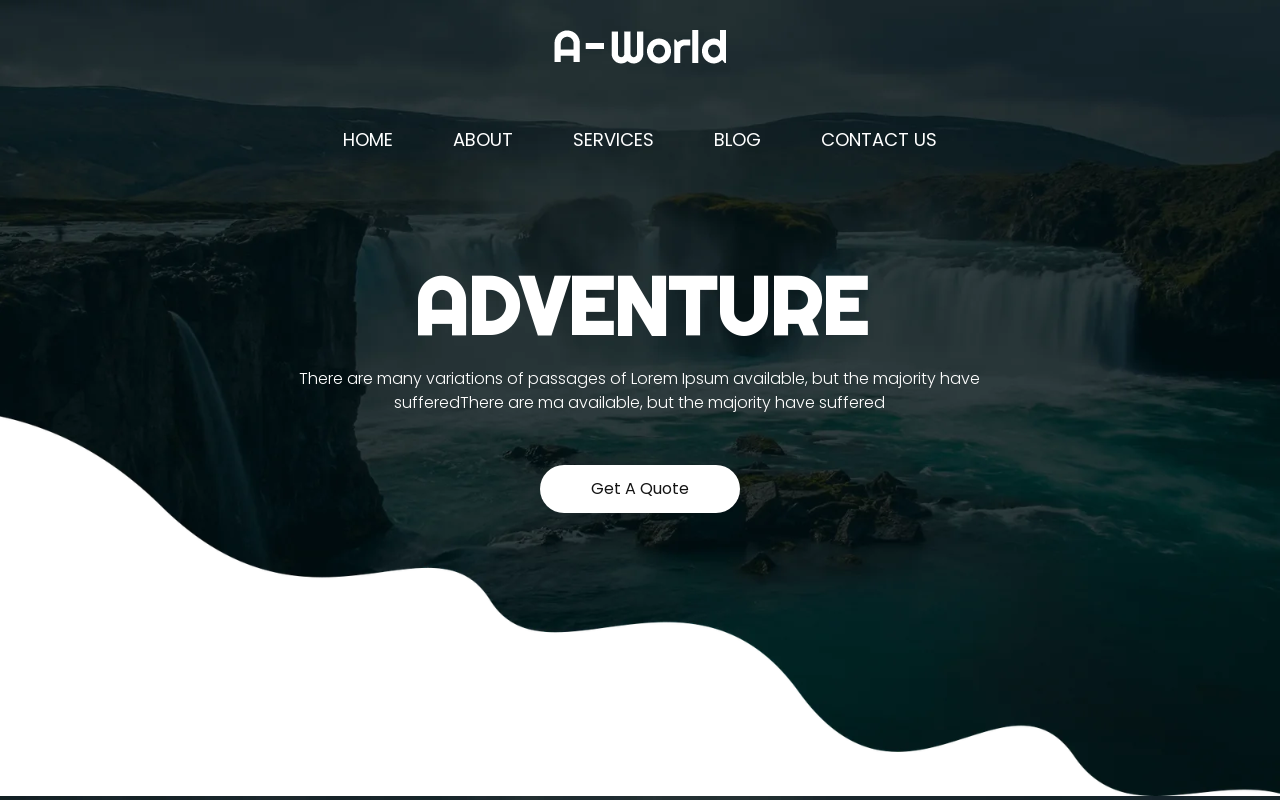 A-World
HOME ABOUT SERVICES BLOG CONTACT US
ADVENTURE
There are many variations of passages of Lorem Ipsum available, but the majority have
sufferedThere are ma available, but the majority have suffered
Get A Quote